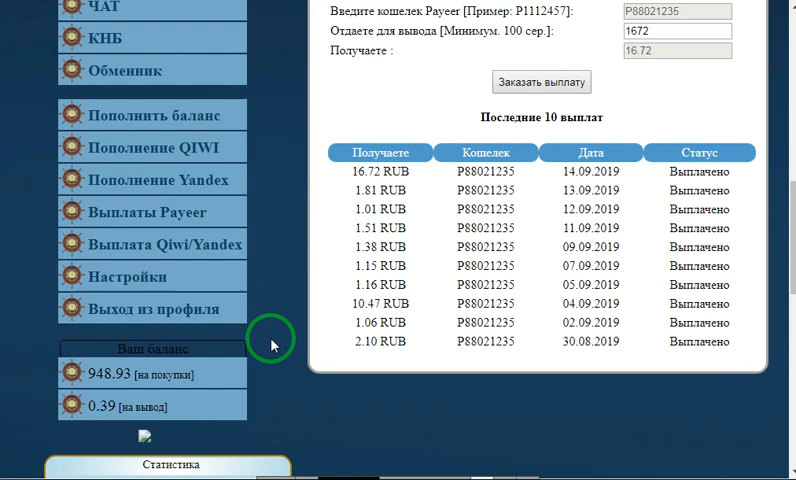 ЧАТ
КНБ
Обменник
Пополнить баланс
Пополнение QIWI
Пополнение Yandex
Выплаты Payeer
Выплата Qiwi/Yandex
Настройки
Выход из профиля
Ваш баланс
948.93 [на покупки]
0.39 [на вывод]
Статистика
Введите кошелек Payeer [Пример: P1112457]: P88021235
Отдаете для вывода [Минимум. 100 сер.]: 1672
Получаете : 16.72
Заказать выплату
Последние 10 выплат
Получаете Кошелек Дата Статус
16.72 RUB P88021235 14.09.2019 Выплачено
1.81 RUB P88021235 13.09.2019 Выплачено
1.01 RUB P88021235 12.09.2019 Выплачено
1.51 RUB P88021235 11.09.2019 Выплачено
1.38 RUB P88021235 09.09.2019 Выплачено
1.15 RUB P88021235 07.09.2019 Выплачено
1.16 RUB P88021235 05.09.2019 Выплачено
10.47 RUB P88021235 04.09.2019 Выплачено
1.06 RUB P88021235 02.09.2019 Выплачено
2.10 RUB P88021235 30.08.2019 Выплачено